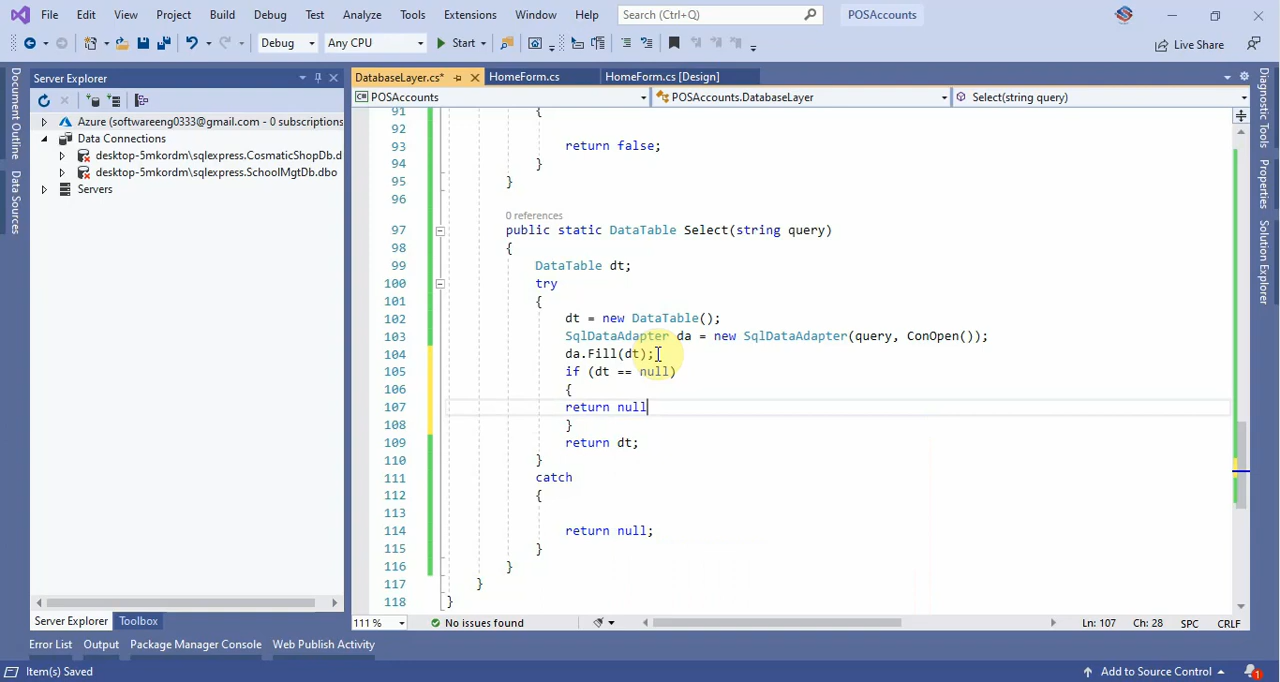 File Edit View Project Build Debug Test Analyze Tools Extensions Window Help Search (Ctrl+Q) POSAccounts
Debug Any CPU Start Live Share
Server Explorer
DatabaseLayer.cs* HomeForm.cs HomeForm.cs [Design]
POSAccounts POSAccounts.DatabaseLayer Select(string query)
Document Outline
Data Sources
Azure (softwareeng0333@gmail.com - 0 subscriptions
Data Connections
desktop-5mkordm\sqlexpress.CosmaticShopDb.d
desktop-5mkordm\sqlexpress.SchoolMgtDb.dbo
Servers
91 {
92
93 return false;
94 }
95 }
96
0 references
97 public static DataTable Select(string query)
98 {
99 DataTable dt;
100 try
101 {
102 dt = new DataTable();
103 SqlDataAdapter da = new SqlDataAdapter(query, ConOpen());
104 da.Fill(dt);
105 if (dt == null)
106 {
107 return null
108 }
109 return dt;
110 }
111 catch
112 {
113
114 return null;
115 }
116 }
117 }
118 }
Diagnostic Tools
Properties
Solution Explorer
Server Explorer Toolbox
111 % No issues found Ln: 107 Ch: 28 SPC CRLF
Error List Output Package Manager Console Web Publish Activity
Item(s) Saved Add to Source Control 1